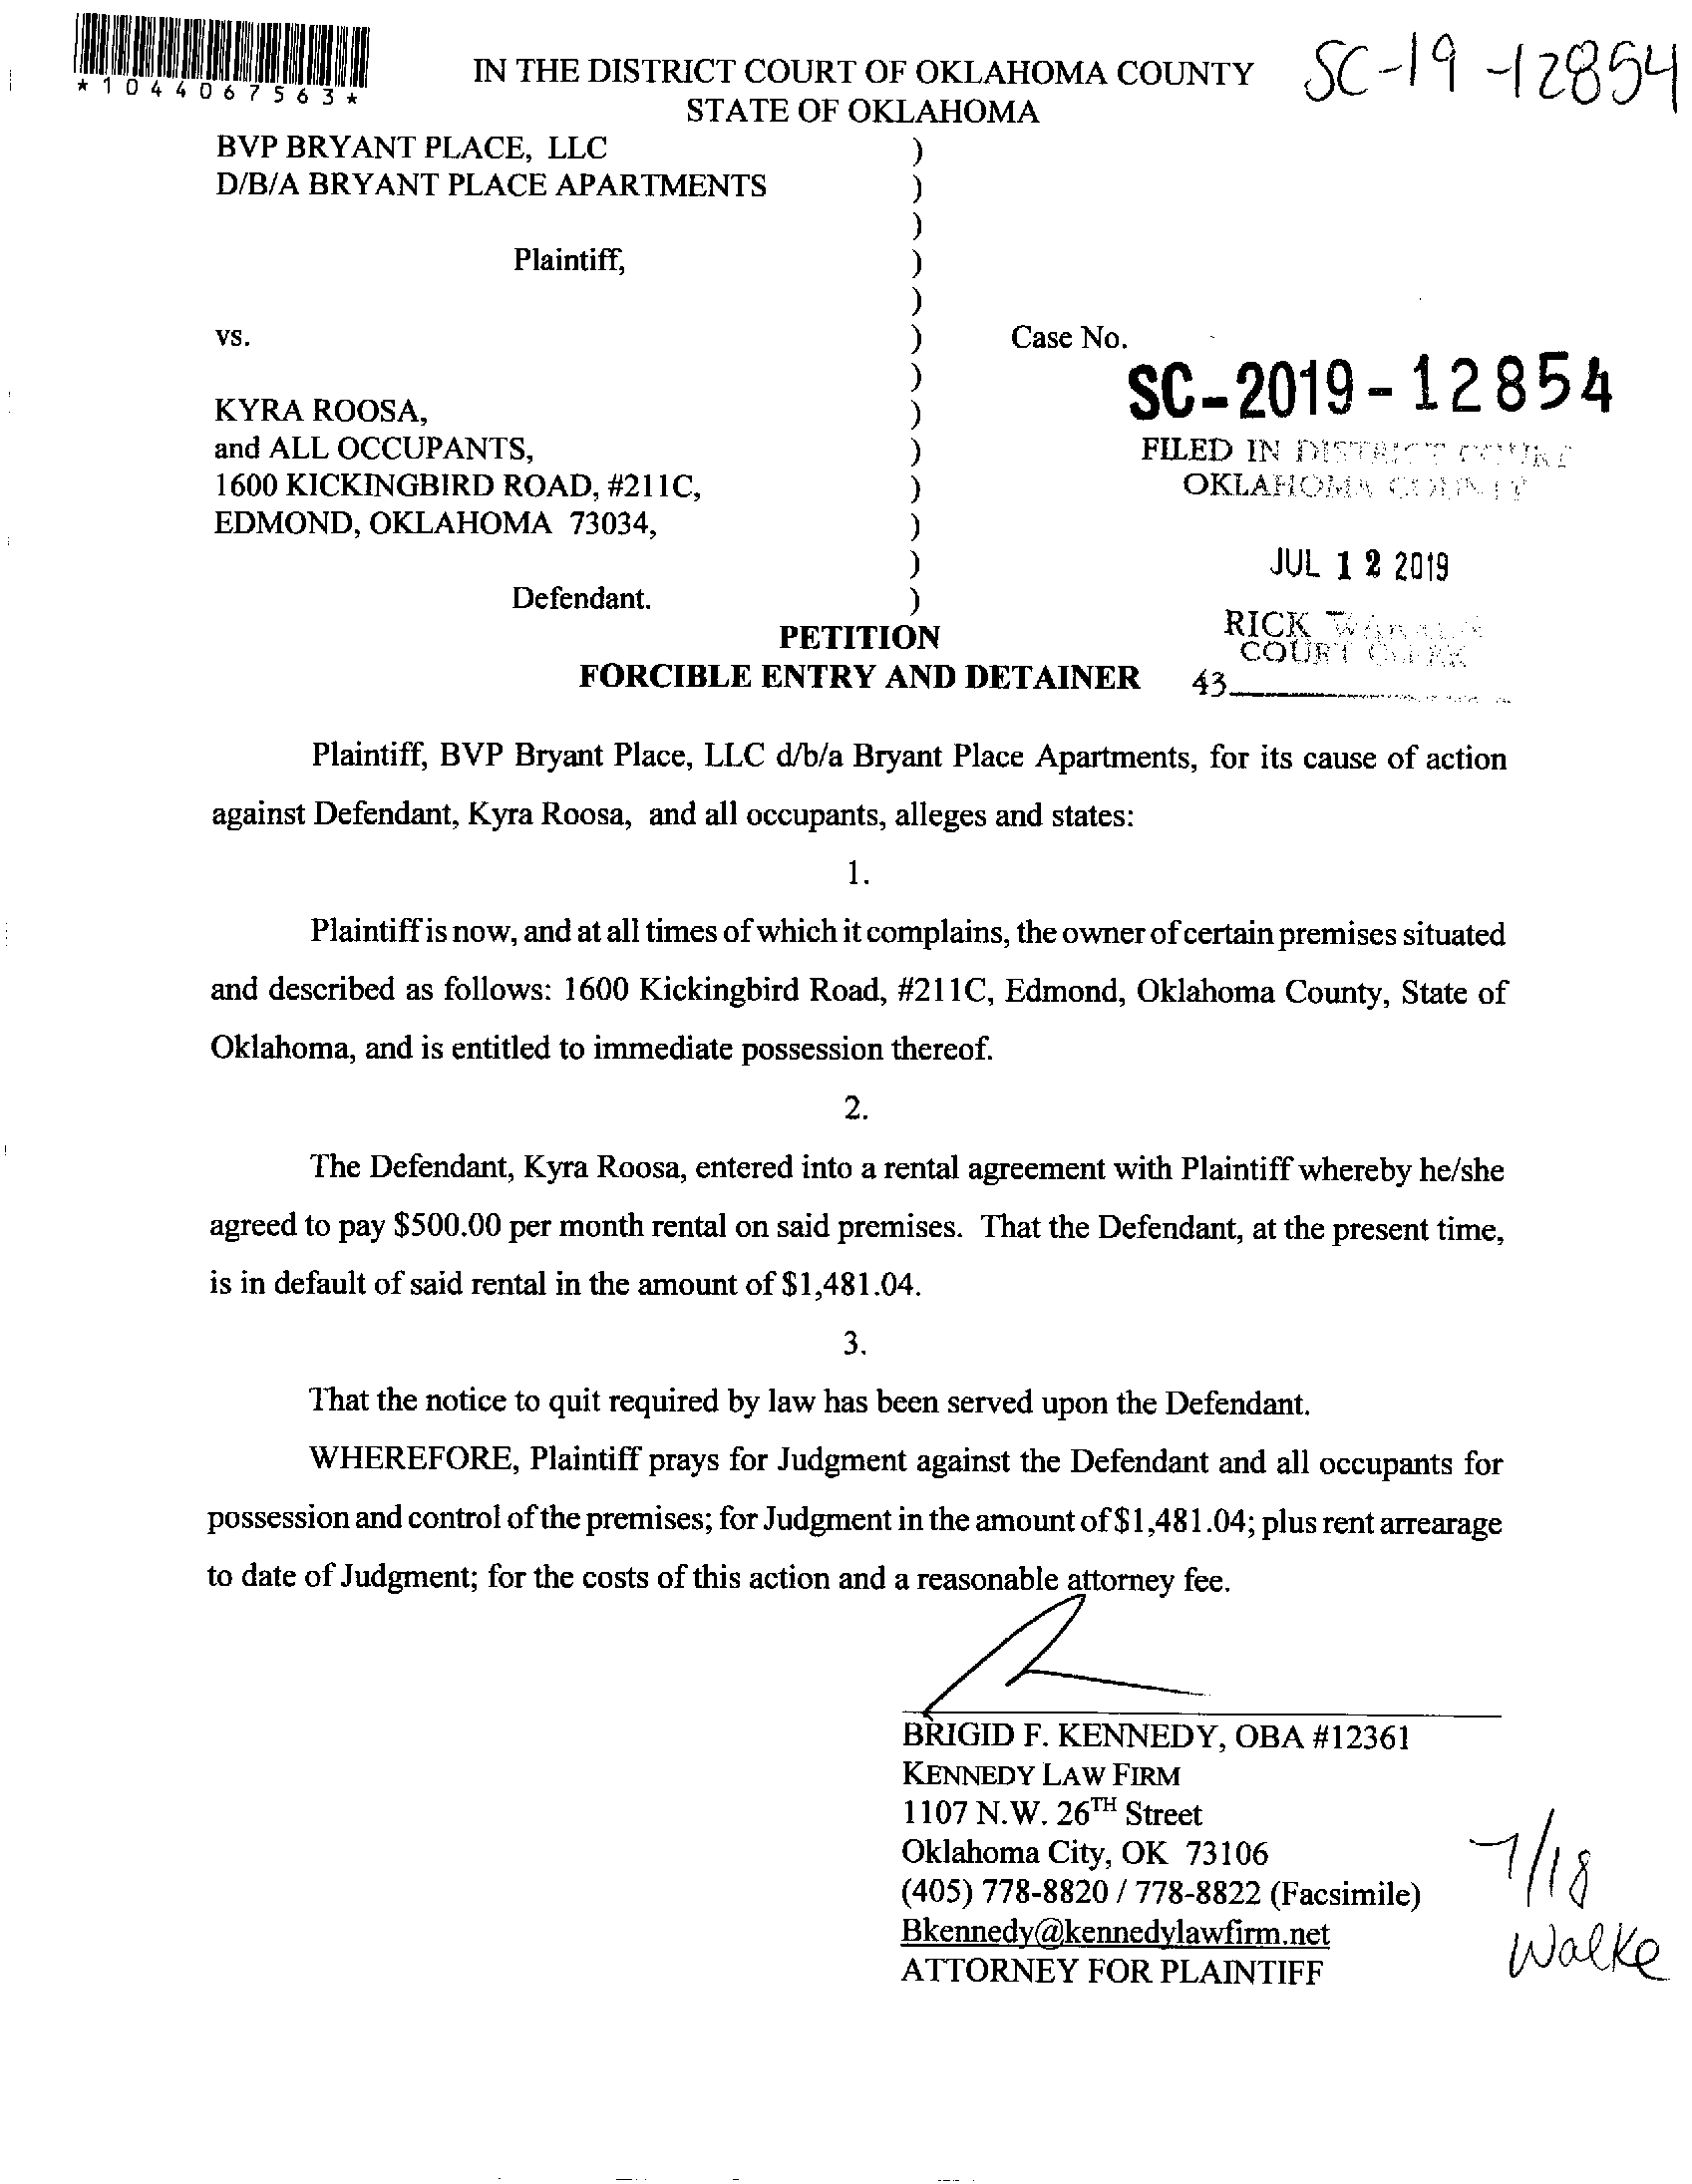 *1044067563*
SC-19-12854
IN THE DISTRICT COURT OF OKLAHOMA COUNTY
STATE OF OKLAHOMA
BVP BRYANT PLACE, LLC )
D/B/A BRYANT PLACE APARTMENTS )
)
Plaintiff, )
)
vs. ) Case No.
)
SC-2019-12854
KYRA ROOSA, )
and ALL OCCUPANTS, ) FILED IN DISTRICT COURT
1600 KICKINGBIRD ROAD, #211C, ) OKLAHOMA COUNTY
EDMOND, OKLAHOMA 73034, )
) JUL 12 2019
Defendant. )
RICK WARREN
PETITION
COURT CLERK
FORCIBLE ENTRY AND DETAINER 43
Plaintiff, BVP Bryant Place, LLC d/b/a Bryant Place Apartments, for its cause of action
against Defendant, Kyra Roosa, and all occupants, alleges and states:
1.
Plaintiff is now, and at all times of which it complains, the owner of certain premises situated
and described as follows: 1600 Kickingbird Road, #211C, Edmond, Oklahoma County, State of
Oklahoma, and is entitled to immediate possession thereof.
2.
The Defendant, Kyra Roosa, entered into a rental agreement with Plaintiff whereby he/she
agreed to pay $500.00 per month rental on said premises. That the Defendant, at the present time,
is in default of said rental in the amount of $1,481.04.
3.
That the notice to quit required by law has been served upon the Defendant.
WHEREFORE, Plaintiff prays for Judgment against the Defendant and all occupants for
possession and control of the premises; for Judgment in the amount of $1,481.04; plus rent arrearage
to date of Judgment; for the costs of this action and a reasonable attorney fee.
BRIGID F. KENNEDY, OBA #12361
KENNEDY LAW FIRM
1107 N.W. 26TH Street
Oklahoma City, OK 73106
(405) 778-8820 / 778-8822 (Facsimile)
Bkennedy@kennedylawfirm.net
ATTORNEY FOR PLAINTIFF
7/18
Walke